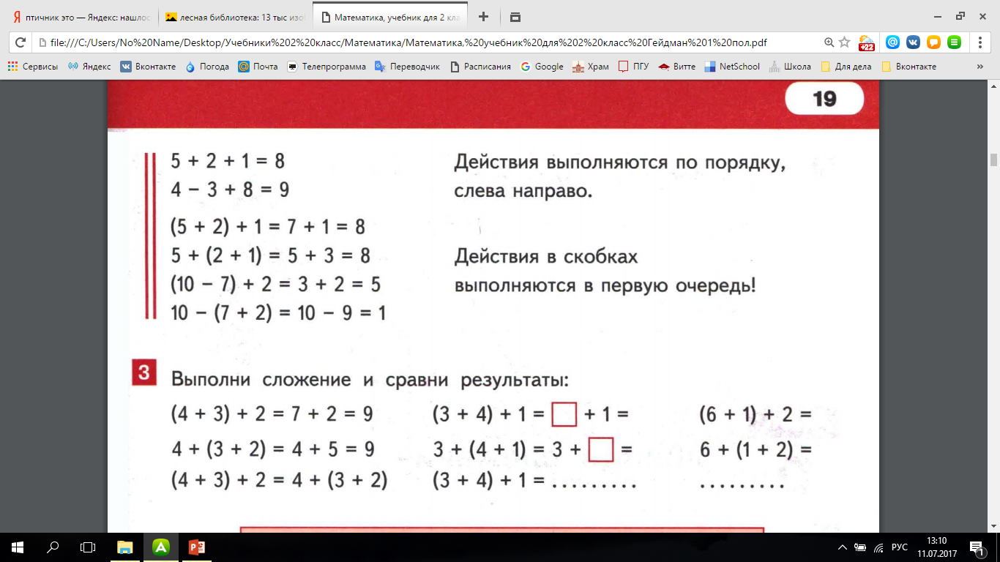 птичник это — Яндекс: нашлос
лесная библиотека: 13 тыс изо
Математика, учебник для 2 кла
file:///C:/Users/No%20Name/Desktop/Учебники%202%20класс/Математика/Математика,%20учебник%20для%202%20класс%20Гейдман%201%20пол.pdf
+22
Сервисы Яндекс Вконтакте Погода Почта Телепрограмма Переводчик Расписания Google Храм ПГУ Витте NetSchool Школа Для дела Вконтакте »
19
5 + 2 + 1 = 8 Действия выполняются по порядку,
4 − 3 + 8 = 9 слева направо.
(5 + 2) + 1 = 7 + 1 = 8
5 + (2 + 1) = 5 + 3 = 8 Действия в скобках
(10 − 7) + 2 = 3 + 2 = 5 выполняются в первую очередь!
10 − (7 + 2) = 10 − 9 = 1
3 Выполни сложение и сравни результаты:
(4 + 3) + 2 = 7 + 2 = 9 (3 + 4) + 1 = □ + 1 = (6 + 1) + 2 =
4 + (3 + 2) = 4 + 5 = 9 3 + (4 + 1) = 3 + □ = 6 + (1 + 2) =
(4 + 3) + 2 = 4 + (3 + 2) (3 + 4) + 1 = ......... .........
РУС
13:10
11.07.2017
1